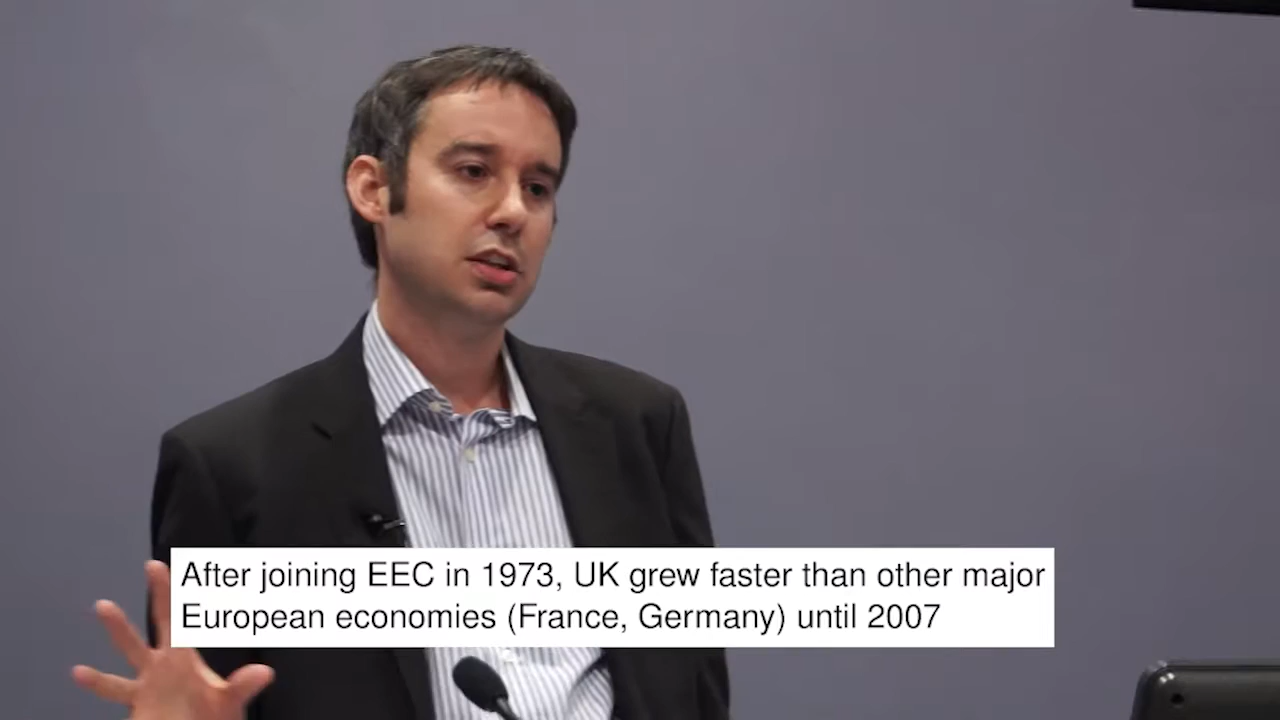 After joining EEC in 1973, UK grew faster than other major
European economies (France, Germany) until 2007